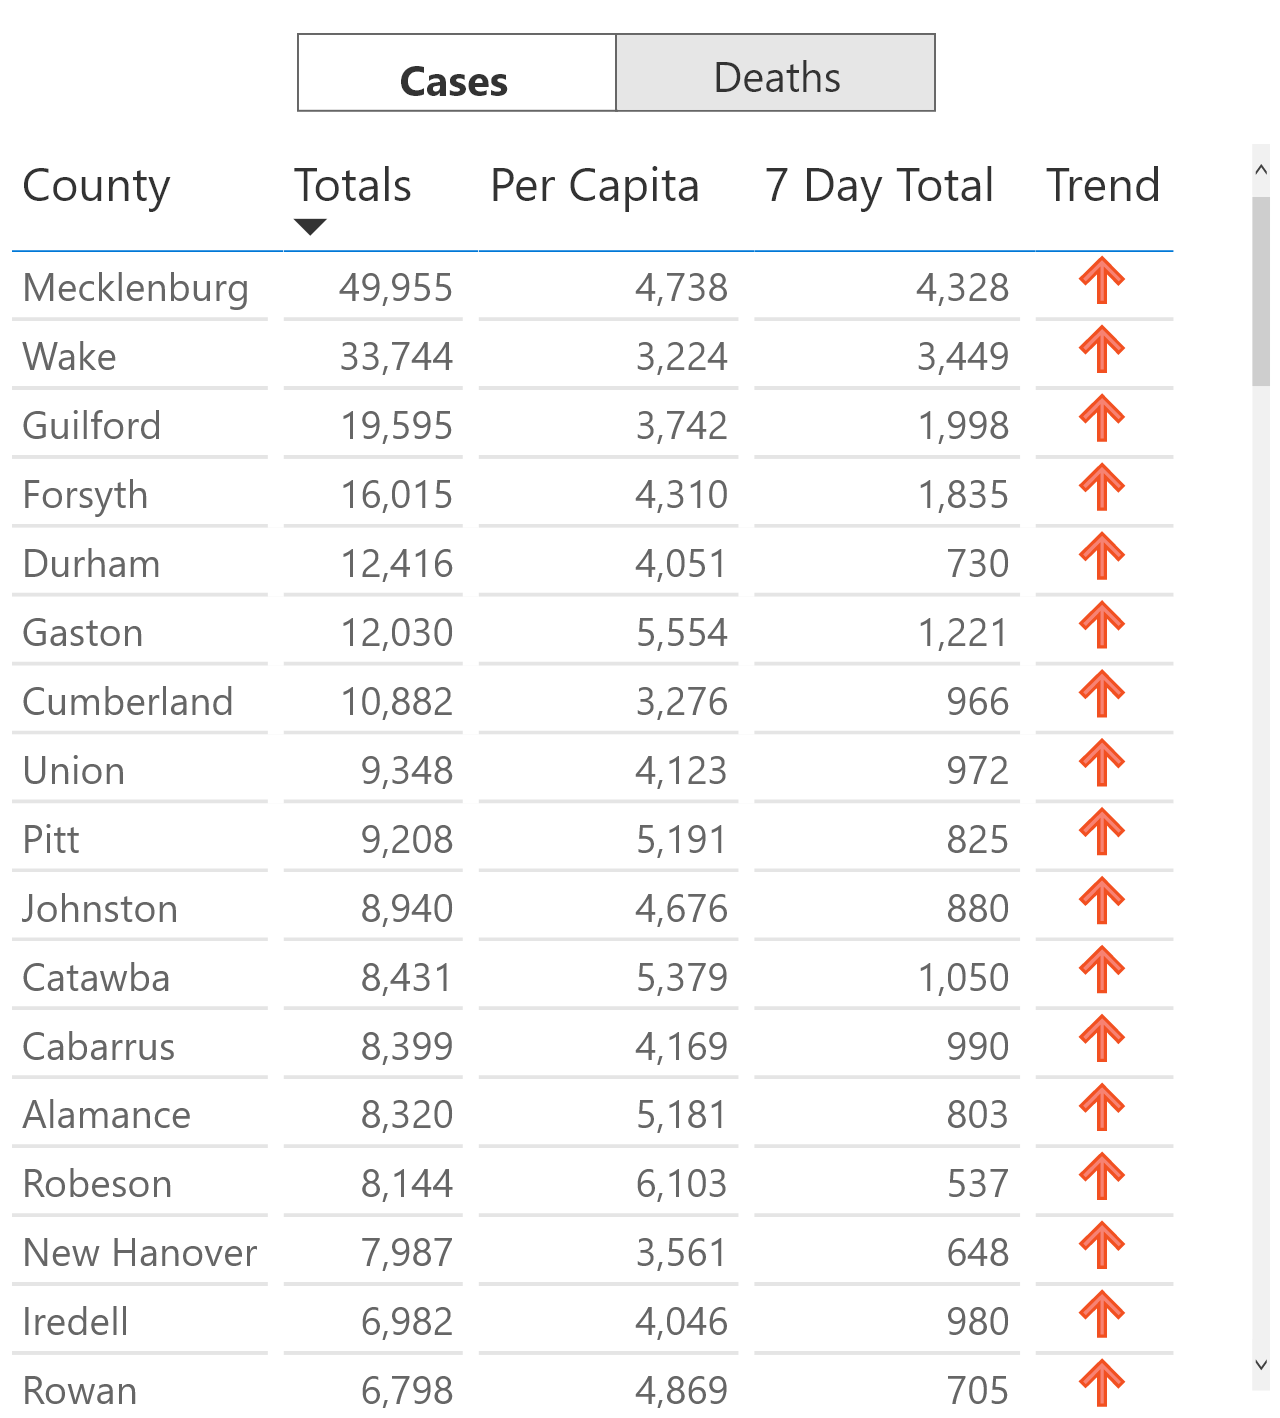 Cases Deaths
County Totals Per Capita 7 Day Total Trend
Mecklenburg 49,955 4,738 4,328
Wake 33,744 3,224 3,449
Guilford 19,595 3,742 1,998
Forsyth 16,015 4,310 1,835
Durham 12,416 4,051 730
Gaston 12,030 5,554 1,221
Cumberland 10,882 3,276 966
Union 9,348 4,123 972
Pitt 9,208 5,191 825
Johnston 8,940 4,676 880
Catawba 8,431 5,379 1,050
Cabarrus 8,399 4,169 990
Alamance 8,320 5,181 803
Robeson 8,144 6,103 537
New Hanover 7,987 3,561 648
Iredell 6,982 4,046 980
Rowan 6,798 4,869 705